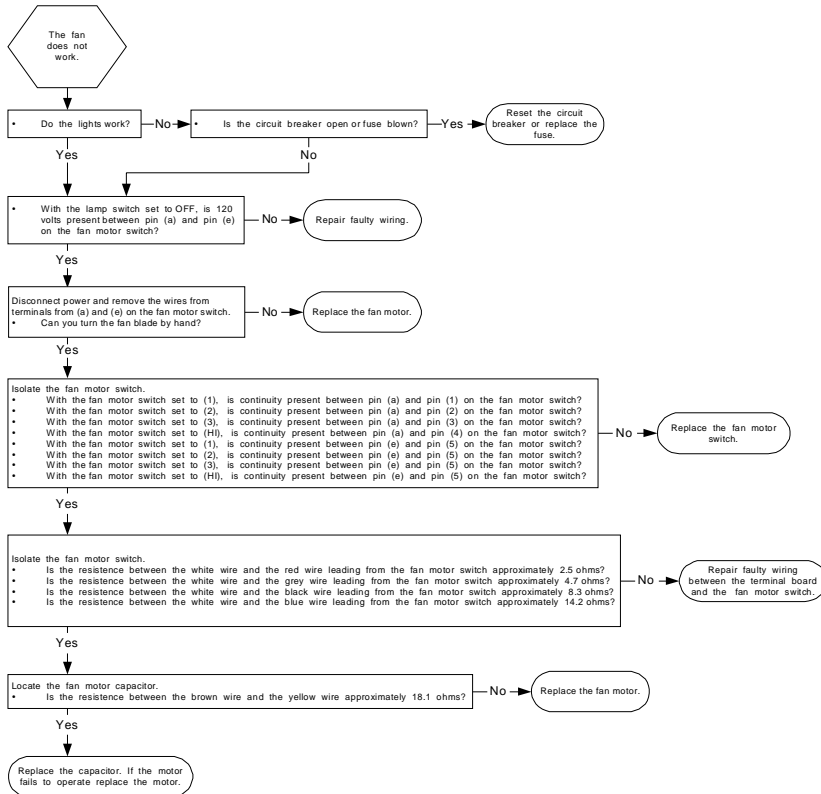 The fan
does not
work.
• Do the lights work?
No
• Is the circuit breaker open or fuse blown?
Yes
Reset the circuit
breaker or replace the
fuse.
Yes
No
• With the lamp switch set to OFF, is 120
volts present between pin (a) and pin (e)
on the fan motor switch?
No
Repair faulty wiring.
Yes
Disconnect power and remove the wires from
terminals from (a) and (e) on the fan motor switch.
• Can you turn the fan blade by hand?
No
Replace the fan motor.
Yes
Isolate the fan motor switch.
• With the fan motor switch set to (1), is continuity present between pin (a) and pin (1) on the fan motor switch?
• With the fan motor switch set to (2), is continuity present between pin (a) and pin (2) on the fan motor switch?
• With the fan motor switch set to (3), is continuity present between pin (a) and pin (3) on the fan motor switch?
• With the fan motor switch set to (HI), is continuity present between pin (a) and pin (4) on the fan motor switch?
• With the fan motor switch set to (1), is continuity present between pin (e) and pin (5) on the fan motor switch?
• With the fan motor switch set to (2), is continuity present between pin (e) and pin (5) on the fan motor switch?
• With the fan motor switch set to (3), is continuity present between pin (e) and pin (5) on the fan motor switch?
• With the fan motor switch set to (HI), is continuity present between pin (e) and pin (5) on the fan motor switch?
No
Replace the fan motor
switch.
Yes
Isolate the fan motor switch.
• Is the resistence between the white wire and the red wire leading from the fan motor switch approximately 2.5 ohms?
• Is the resistence between the white wire and the grey wire leading from the fan motor switch approximately 4.7 ohms?
• Is the resistence between the white wire and the black wire leading from the fan motor switch approximately 8.3 ohms?
• Is the resistence between the white wire and the blue wire leading from the fan motor switch approximately 14.2 ohms?
No
Repair faulty wiring
between the terminal board
and the fan motor switch.
Yes
Locate the fan motor capacitor.
• Is the resistence between the brown wire and the yellow wire approximately 18.1 ohms?
No
Replace the fan motor.
Yes
Replace the capacitor. If the motor
fails to operate replace the motor.